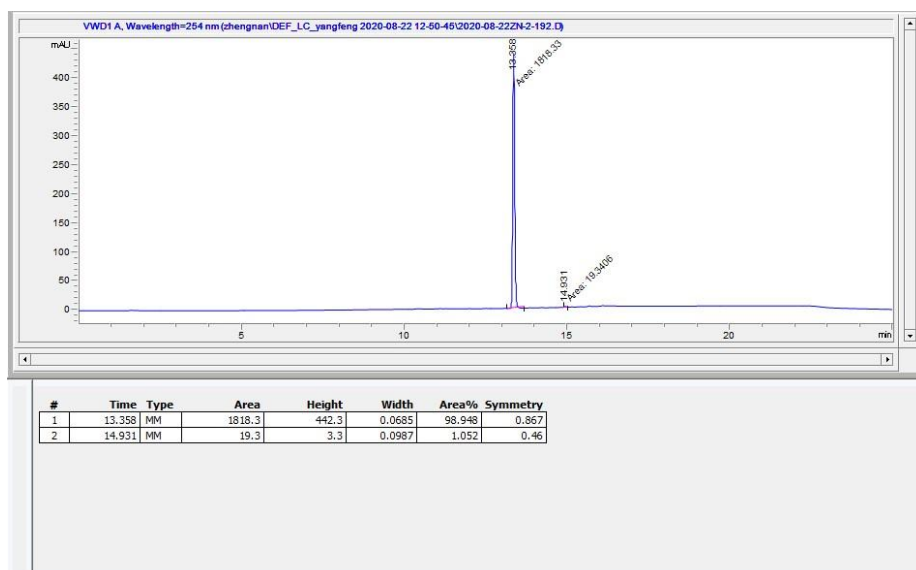 VWD1 A, Wavelength=254 nm (zhengnan\DEF_LC_yangfeng 2020-08-22 12-50-45\2020-08-22ZN-2-192.D)
mAU
13.358
Area: 1818.33
400
350
300
250
200
150
100
50
0
14.931
Area: 19.3406
5 10 15 20 min
# Time Type Area Height Width Area% Symmetry
1 13.358 MM 1818.3 442.3 0.0685 98.948 0.867
2 14.931 MM 19.3 3.3 0.0987 1.052 0.46